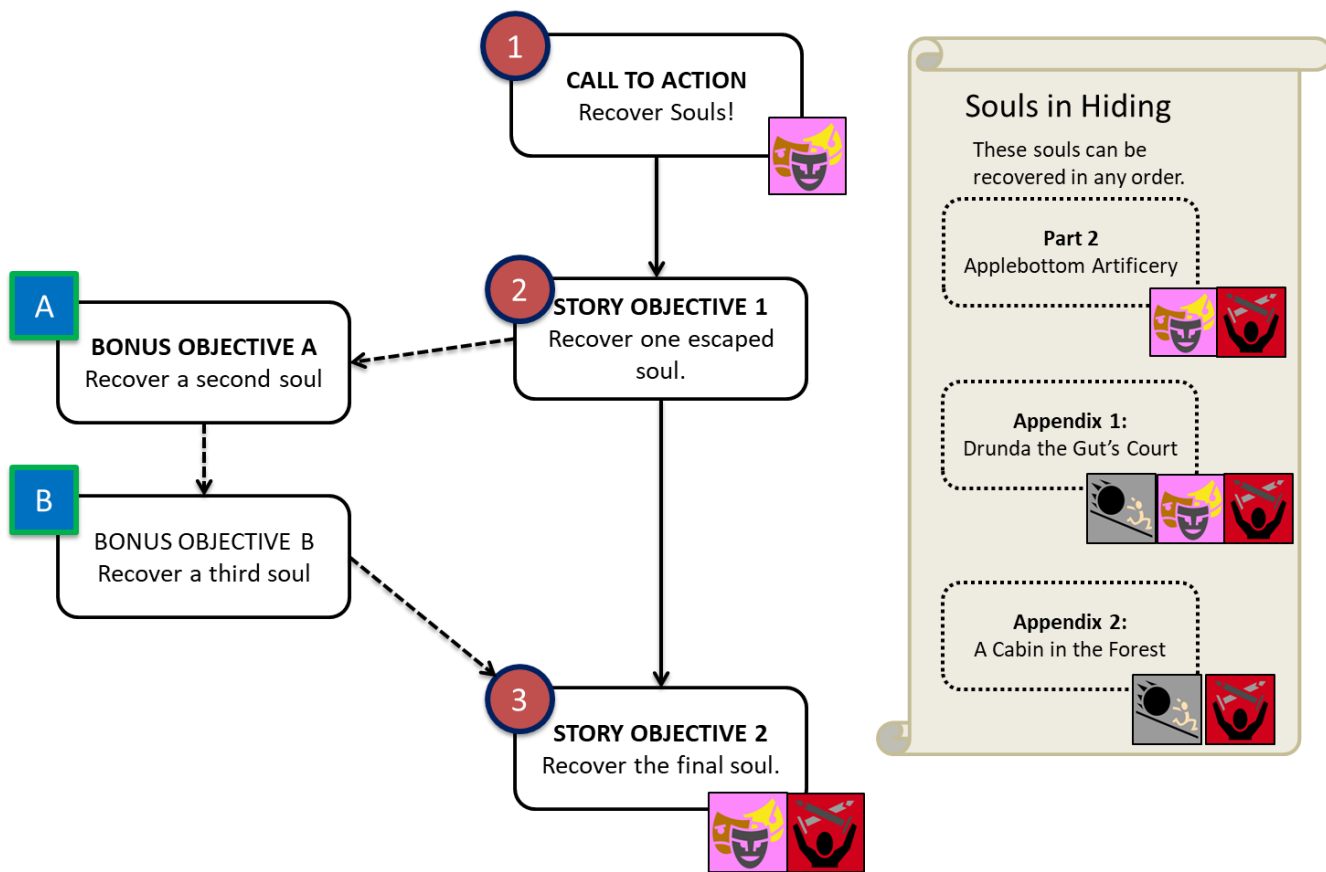 1
CALL TO ACTION
Recover Souls!
2
STORY OBJECTIVE 1
Recover one escaped
soul.
A
BONUS OBJECTIVE A
Recover a second soul
B
BONUS OBJECTIVE B
Recover a third soul
3
STORY OBJECTIVE 2
Recover the final soul.
Souls in Hiding
These souls can be
recovered in any order.
Part 2
Applebottom Artificery
Appendix 1:
Drunda the Gut’s Court
Appendix 2:
A Cabin in the Forest